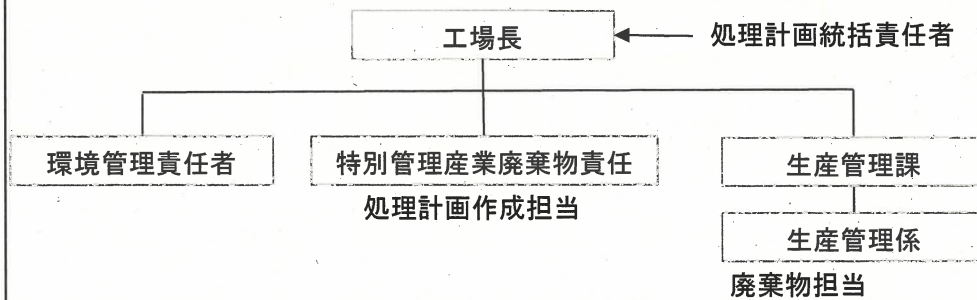 工場長
処理計画統括責任者
環境管理責任者
特別管理産業廃棄物責任
生産管理課
処理計画作成担当
生産管理係
廃棄物担当